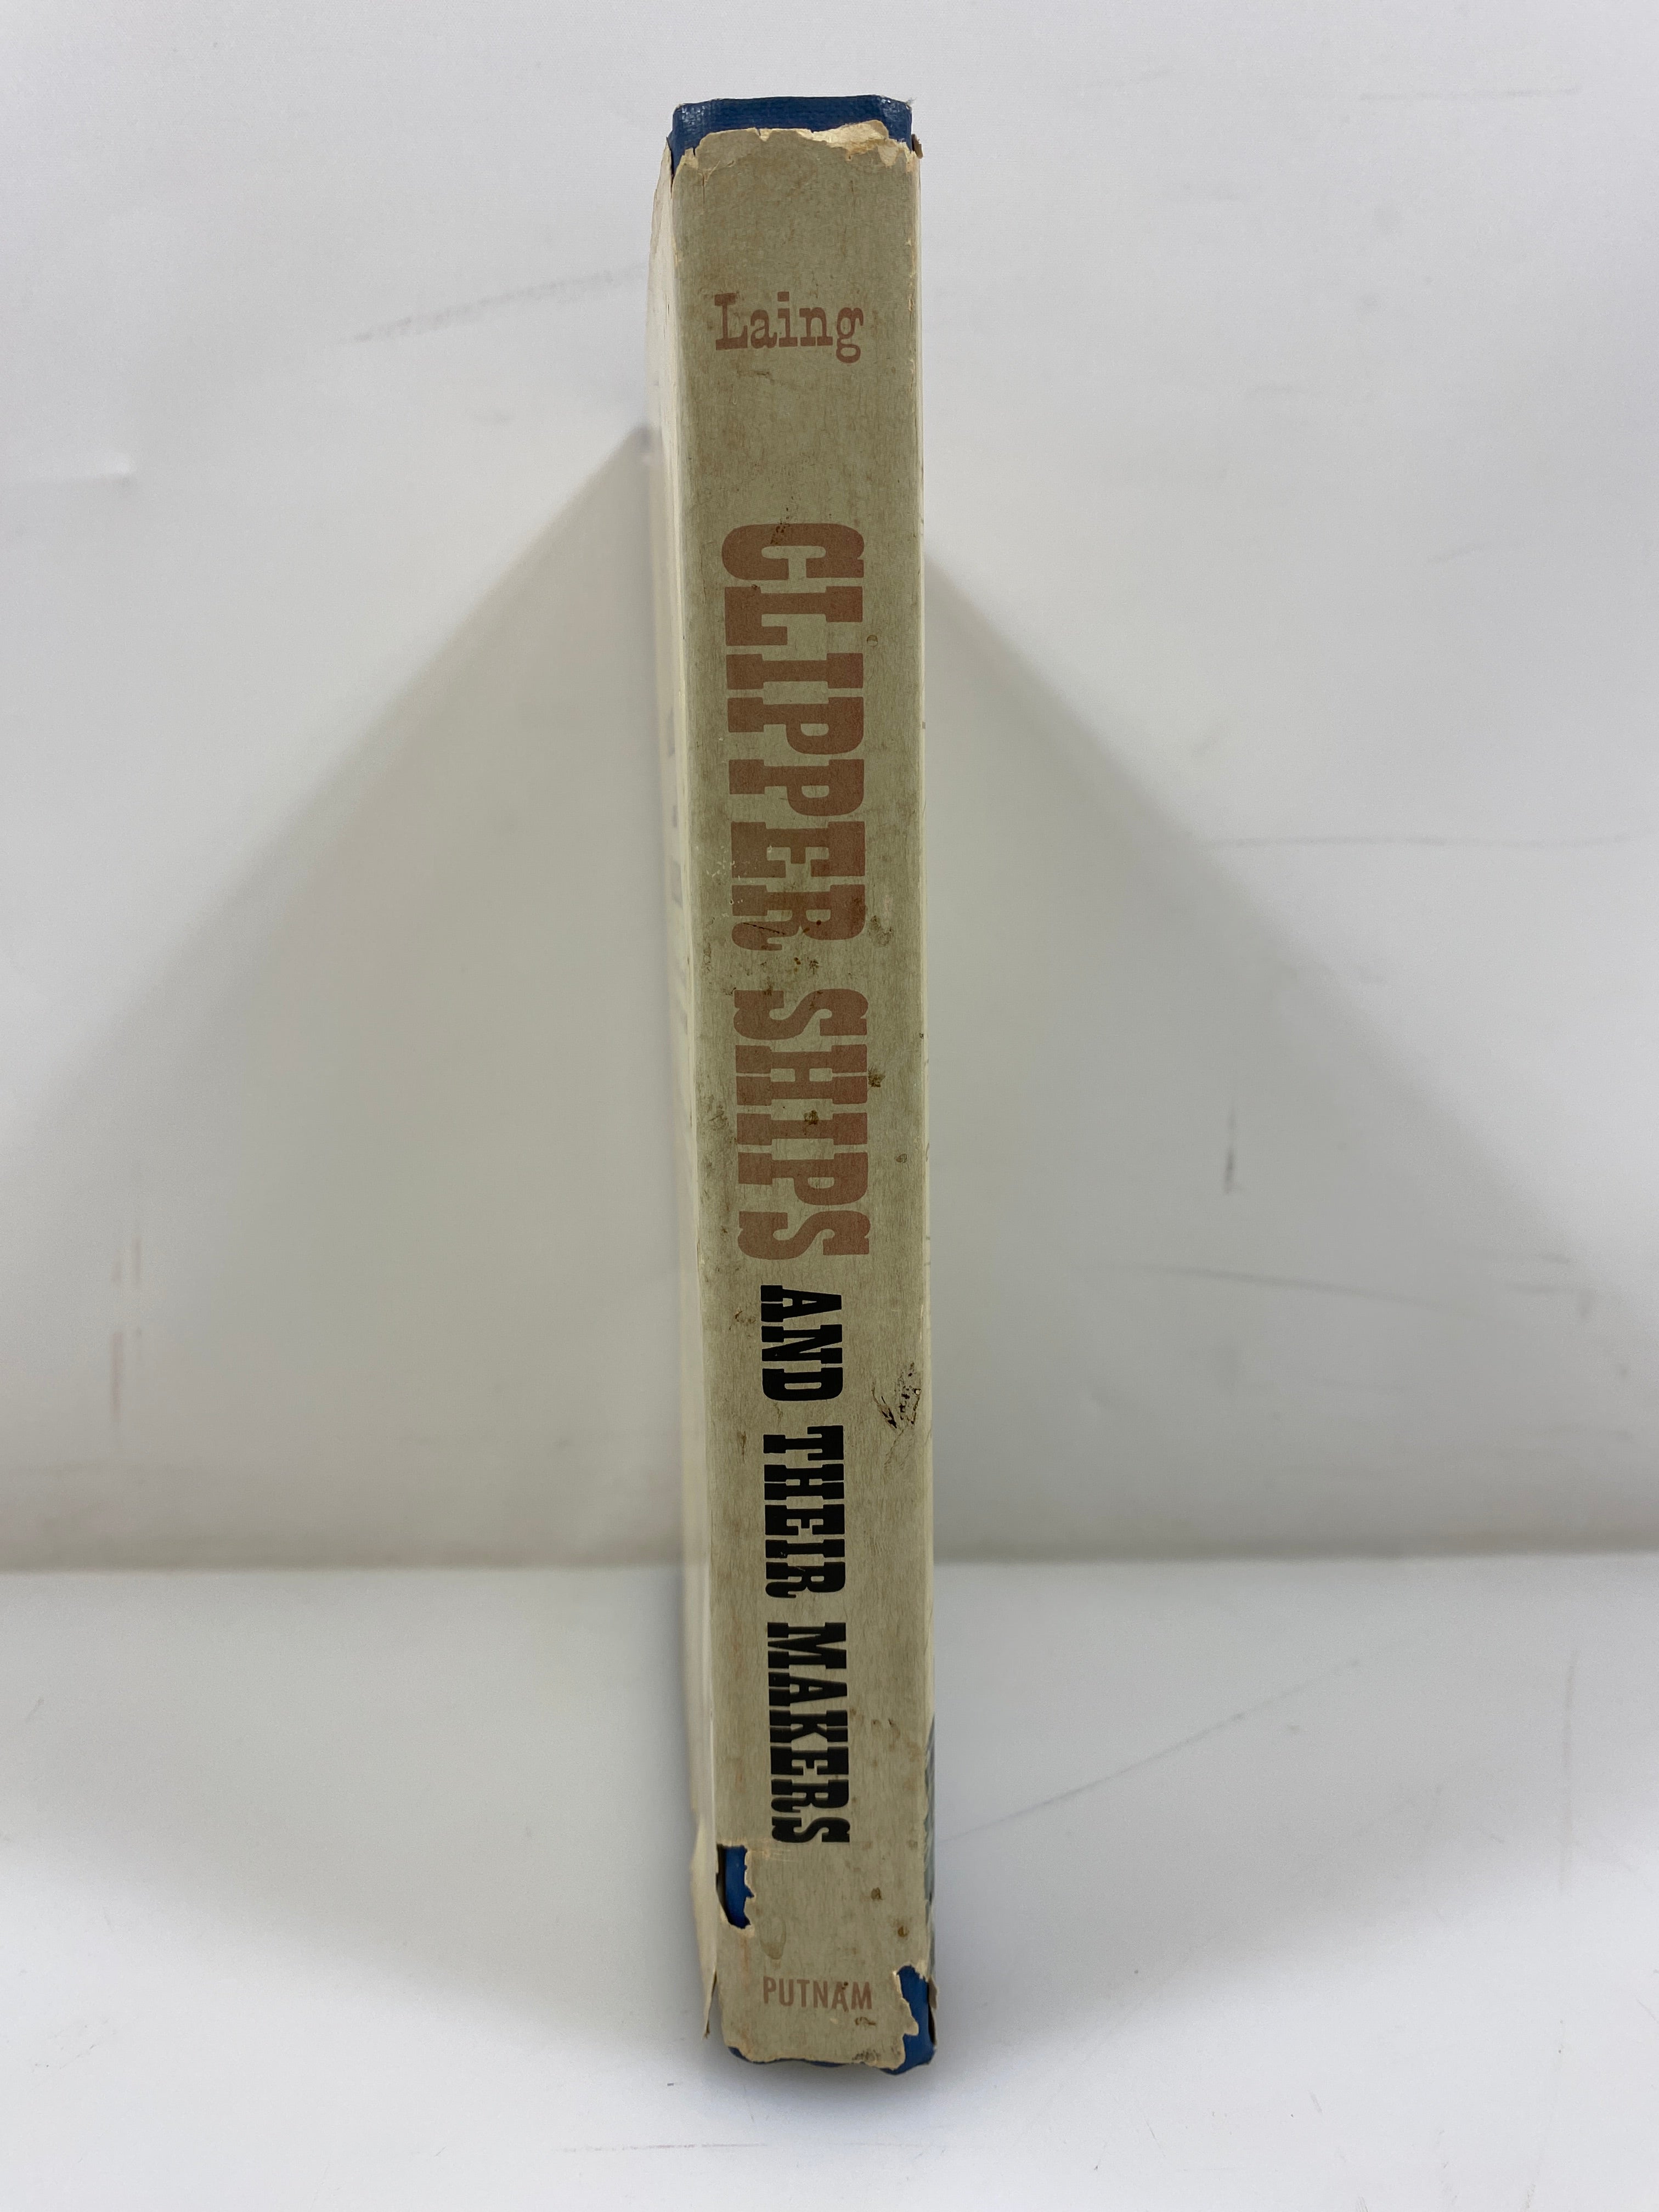 Laing
CLIPPER SHIPS AND THEIR MAKERS
PUTNAM